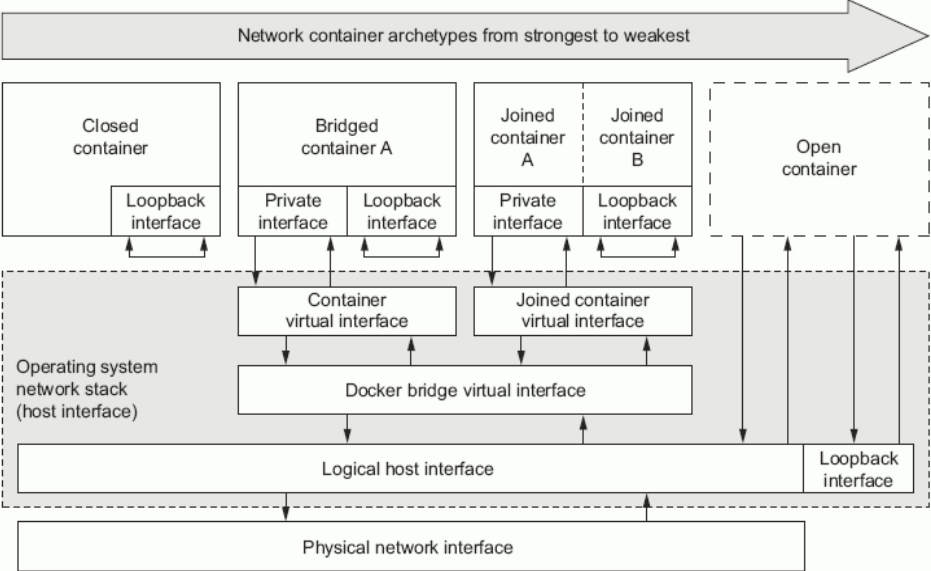 Network container archetypes from strongest to weakest
Closed
container
Loopback
interface
Bridged
container A
Private
interface
Loopback
interface
Joined
container
A
Joined
container
B
Private
interface
Loopback
interface
Open
container
Container
virtual interface
Joined container
virtual interface
Operating system
network stack
(host interface)
Docker bridge virtual interface
Logical host interface
Loopback
interface
Physical network interface